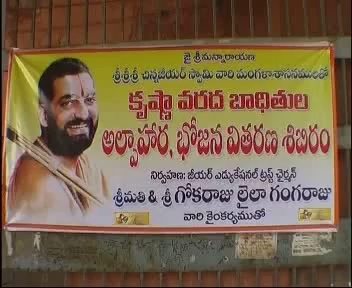 జై శ్రీమన్నారాయణ
శ్రీశ్రీశ్రీ చిన్నజీయర్ స్వామి వారి మంగళాశాసనములతో
కృష్ణా వరద బాధితుల
అల్పాహార, భోజన వితరణ శిబిరం
నిర్వహణ: జీయర్ ఎడ్యుకేషనల్ ట్రస్ట్ ఛైర్మన్
శ్రీమతి & శ్రీ గోకరాజు లైలా గంగరాజు
వారి కైంకర్యముతో